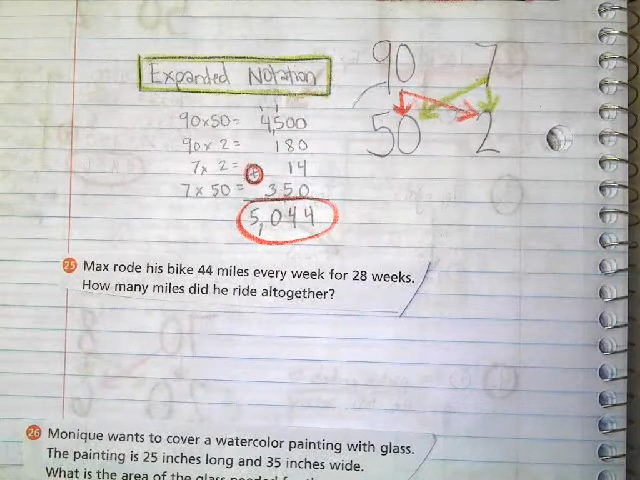 Expanded Notation
90 7
50 2
1 1
90x50= 4,500
90x 2= 180
7x 2= 14
+
7 x 50 = 350
5,044
25 Max rode his bike 44 miles every week for 28 weeks.
How many miles did he ride altogether?
26 Monique wants to cover a watercolor painting with glass.
The painting is 25 inches long and 35 inches wide.
What is the area of the glass needed